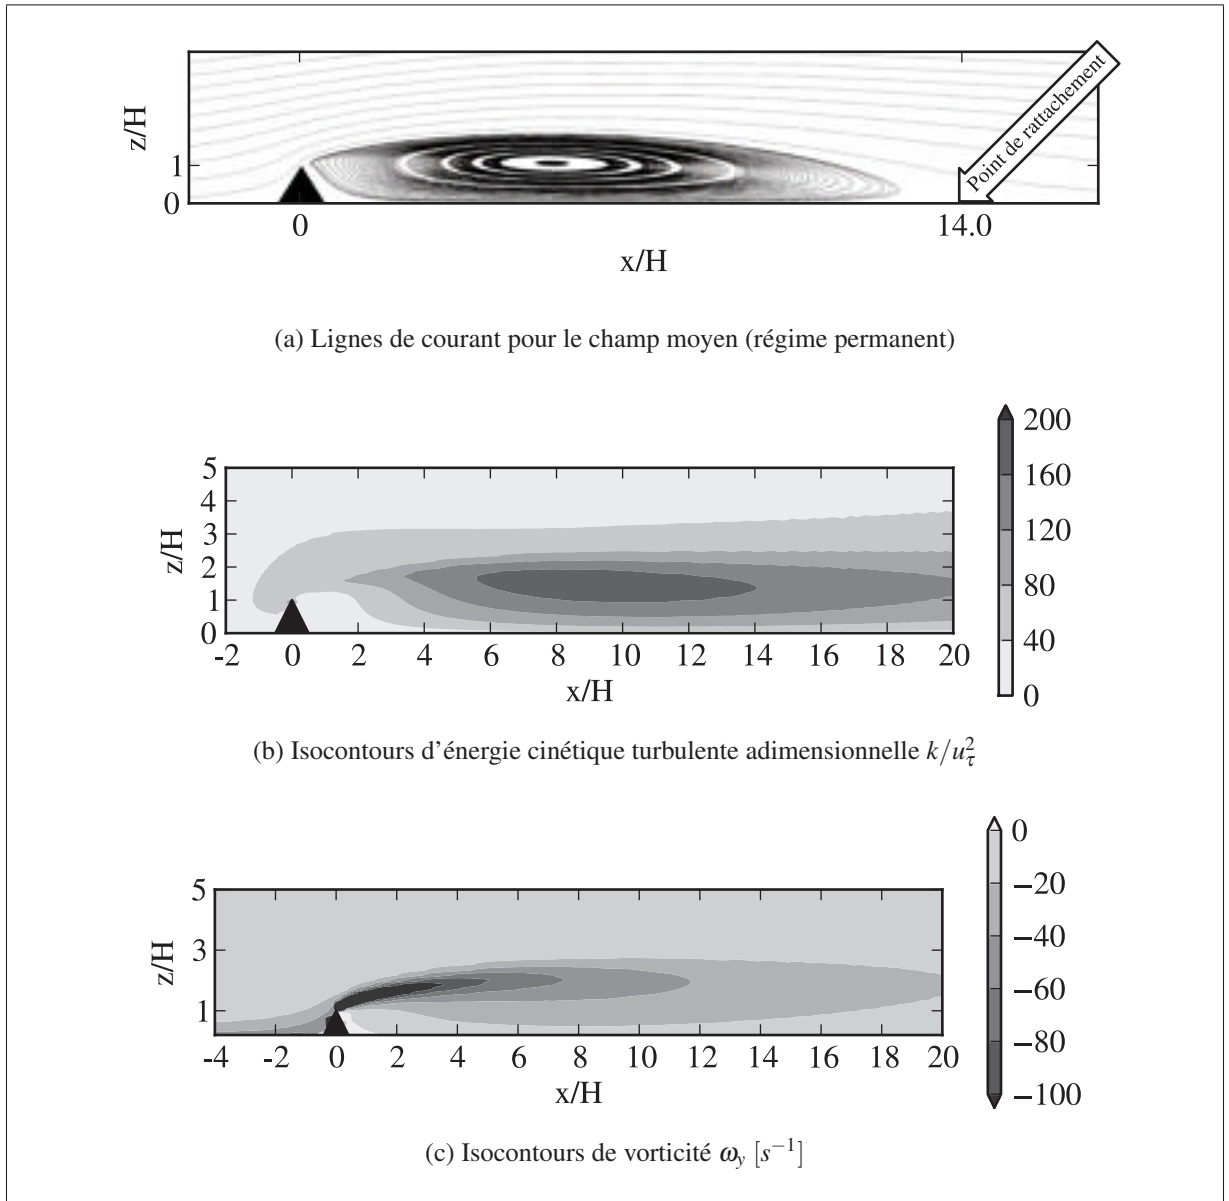 Point de rattachement
z/H
1
0
0
14.0
x/H
(a) Lignes de courant pour le champ moyen (régime permanent)
200
160
120
80
40
0
5
4
3
2
1
0
z/H
-2 0 2 4 6 8 10 12 14 16 18 20
x/H
(b) Isocontours d'énergie cinétique turbulente adimensionnelle k/u_τ^2
0
−20
−40
−60
−80
−100
5
3
1
z/H
-4 -2 0 2 4 6 8 10 12 14 16 18 20
x/H
(c) Isocontours de vorticité ω_y [s^{−1}]